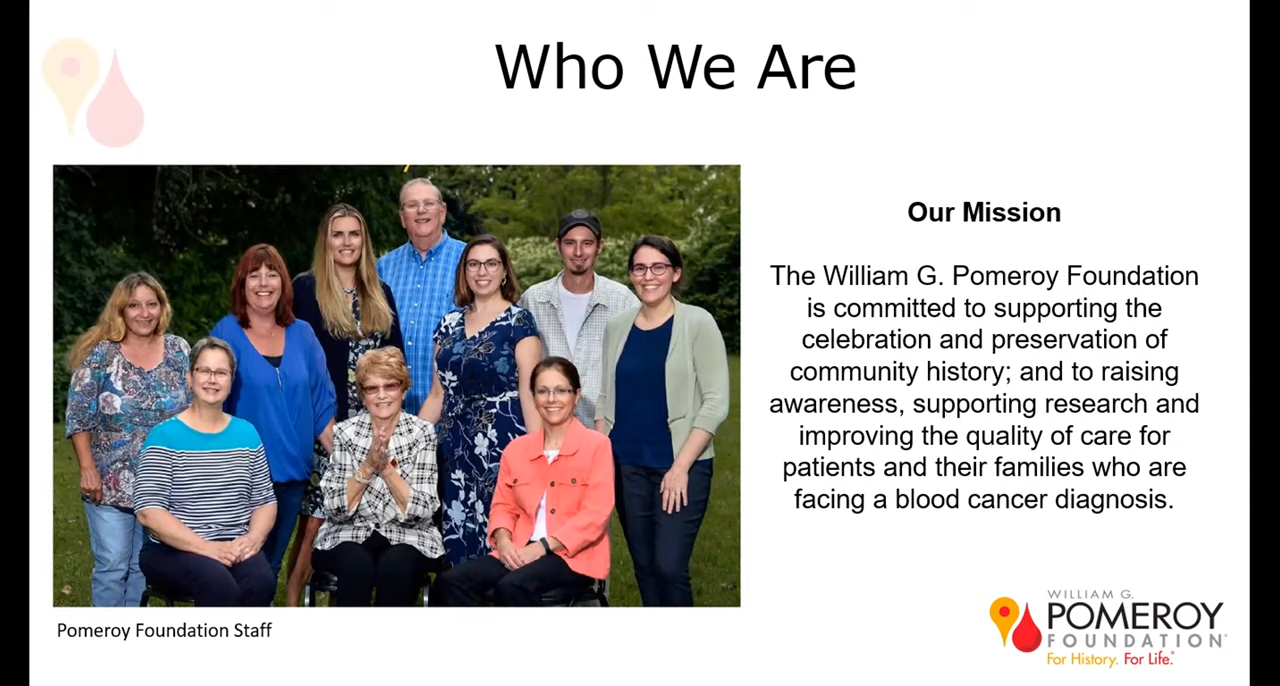 Who We Are
Our Mission
The William G. Pomeroy Foundation
is committed to supporting the
celebration and preservation of
community history; and to raising
awareness, supporting research and
improving the quality of care for
patients and their families who are
facing a blood cancer diagnosis.
Pomeroy Foundation Staff
WILLIAM G.
POMEROY
FOUNDATION®
For History. For Life.®